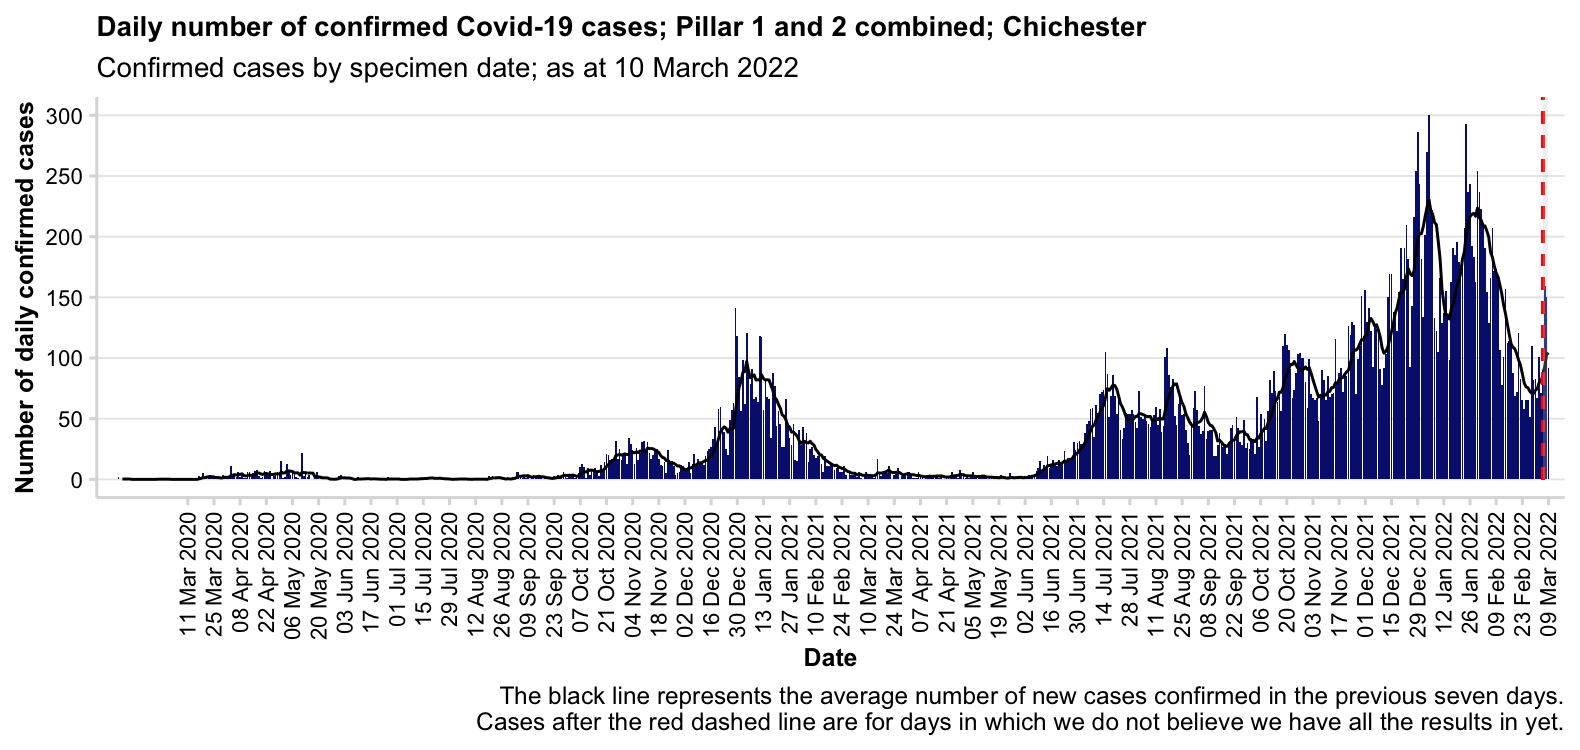 Daily number of confirmed Covid-19 cases; Pillar 1 and 2 combined; Chichester
Confirmed cases by specimen date; as at 10 March 2022
Number of daily confirmed cases
300
250
200
150
100
50
0
11 Mar 2020
25 Mar 2020
08 Apr 2020
22 Apr 2020
06 May 2020
20 May 2020
03 Jun 2020
17 Jun 2020
01 Jul 2020
15 Jul 2020
29 Jul 2020
12 Aug 2020
26 Aug 2020
09 Sep 2020
23 Sep 2020
07 Oct 2020
21 Oct 2020
04 Nov 2020
18 Nov 2020
02 Dec 2020
16 Dec 2020
30 Dec 2020
13 Jan 2021
27 Jan 2021
10 Feb 2021
24 Feb 2021
10 Mar 2021
24 Mar 2021
07 Apr 2021
21 Apr 2021
05 May 2021
19 May 2021
02 Jun 2021
16 Jun 2021
30 Jun 2021
14 Jul 2021
28 Jul 2021
11 Aug 2021
25 Aug 2021
08 Sep 2021
22 Sep 2021
06 Oct 2021
20 Oct 2021
03 Nov 2021
17 Nov 2021
01 Dec 2021
15 Dec 2021
29 Dec 2021
12 Jan 2022
26 Jan 2022
09 Feb 2022
23 Feb 2022
09 Mar 2022
Date
The black line represents the average number of new cases confirmed in the previous seven days.
Cases after the red dashed line are for days in which we do not believe we have all the results in yet.